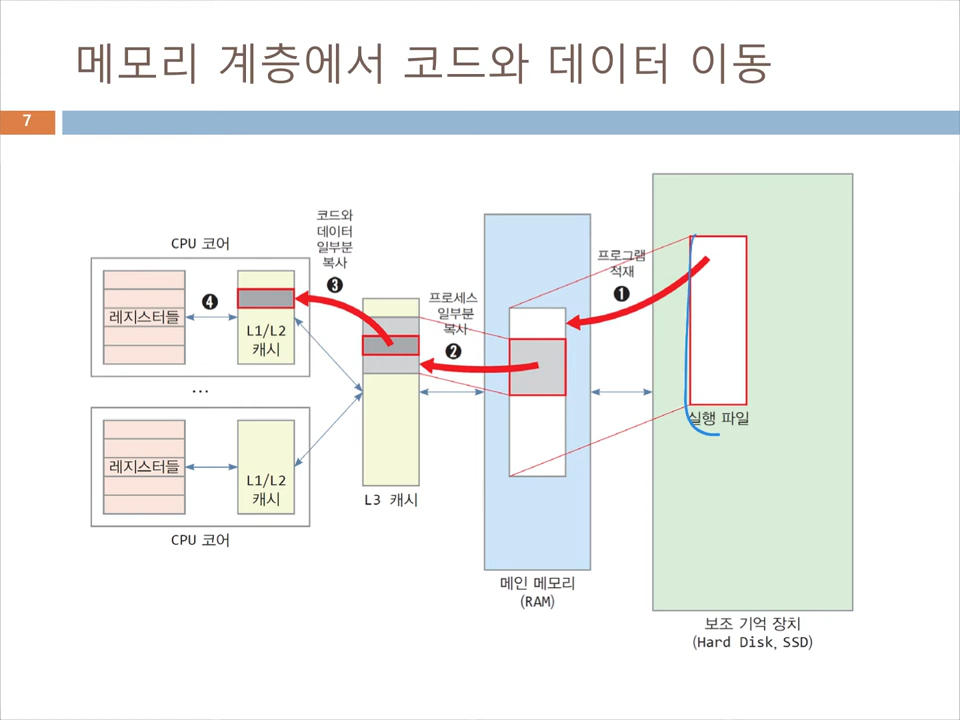 메모리 계층에서 코드와 데이터 이동
7
CPU 코어
레지스터들
❹
L1/L2
캐시
...
레지스터들
L1/L2
캐시
CPU 코어
코드와
데이터
일부분
복사
❸
L3 캐시
프로세스
일부분
복사
❷
메인 메모리
(RAM)
프로그램
적재
❶
실행 파일
보조 기억 장치
(Hard Disk, SSD)